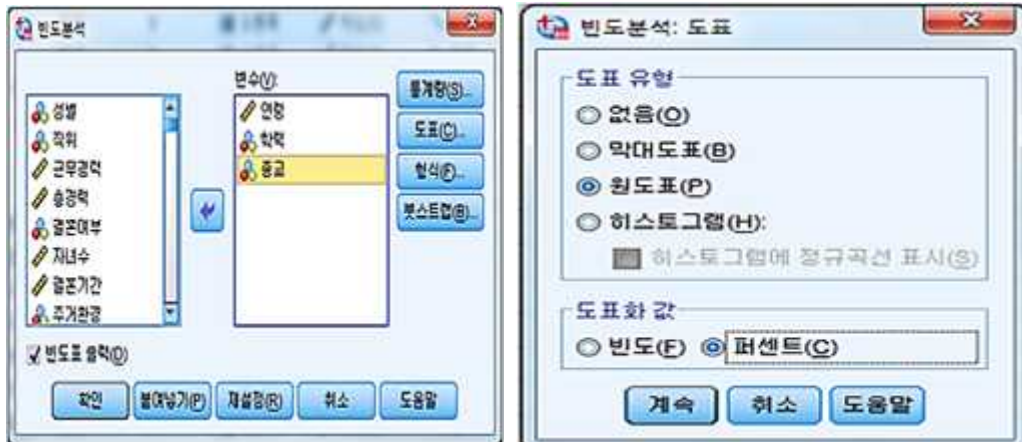 빈도분석
변수(V):
성별
직위
근무경력
총경력
결혼여부
자녀수
결혼기간
주거환경
연령
학력
종교
통계량(S)...
도표(C)...
형식(F)...
붓스트랩(B)...
빈도표 출력(D)
확인
붙여넣기(P)
재설정(R)
취소
도움말
빈도분석: 도표
도표 유형
없음(O)
막대도표(B)
원도표(P)
히스토그램(H):
히스토그램에 정규곡선 표시(S)
도표화 값
빈도(F) 퍼센트(C)
계속
취소
도움말